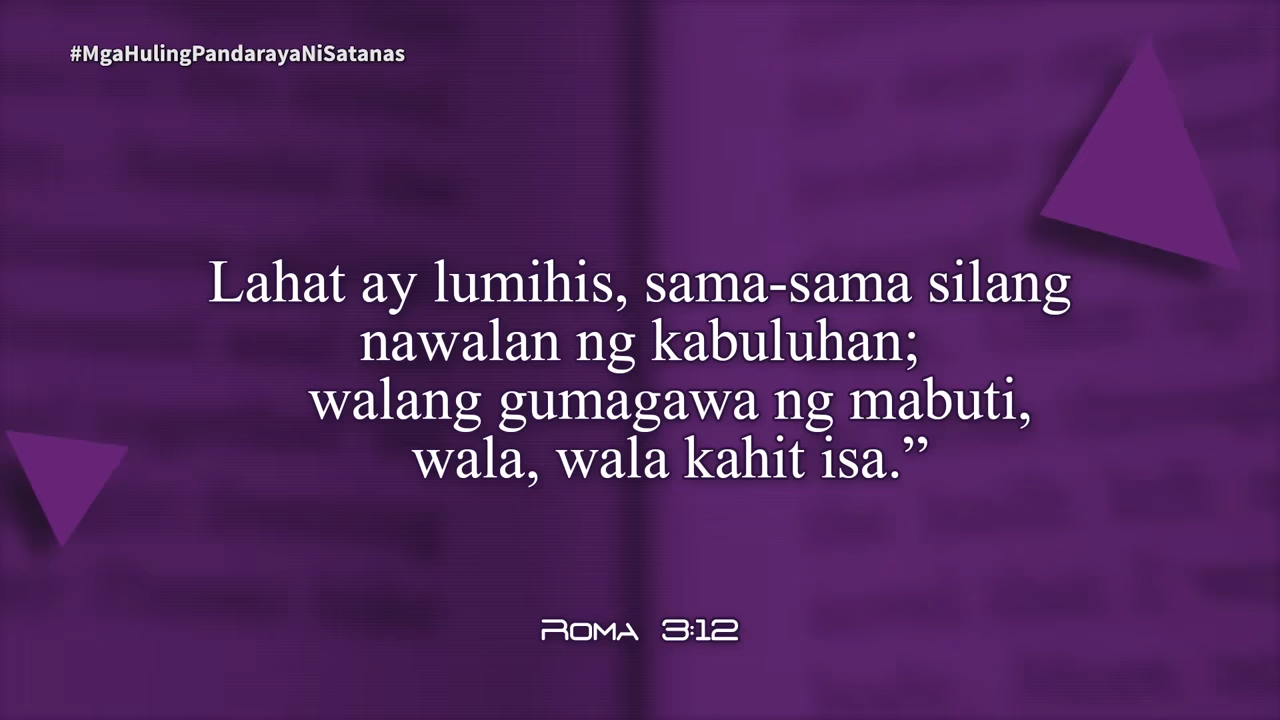 #MgaHulingPandarayaNiSatanas
Lahat ay lumihis, sama-sama silang
nawalan ng kabuluhan;
walang gumagawa ng mabuti,
wala, wala kahit isa.”
Roma 3:12